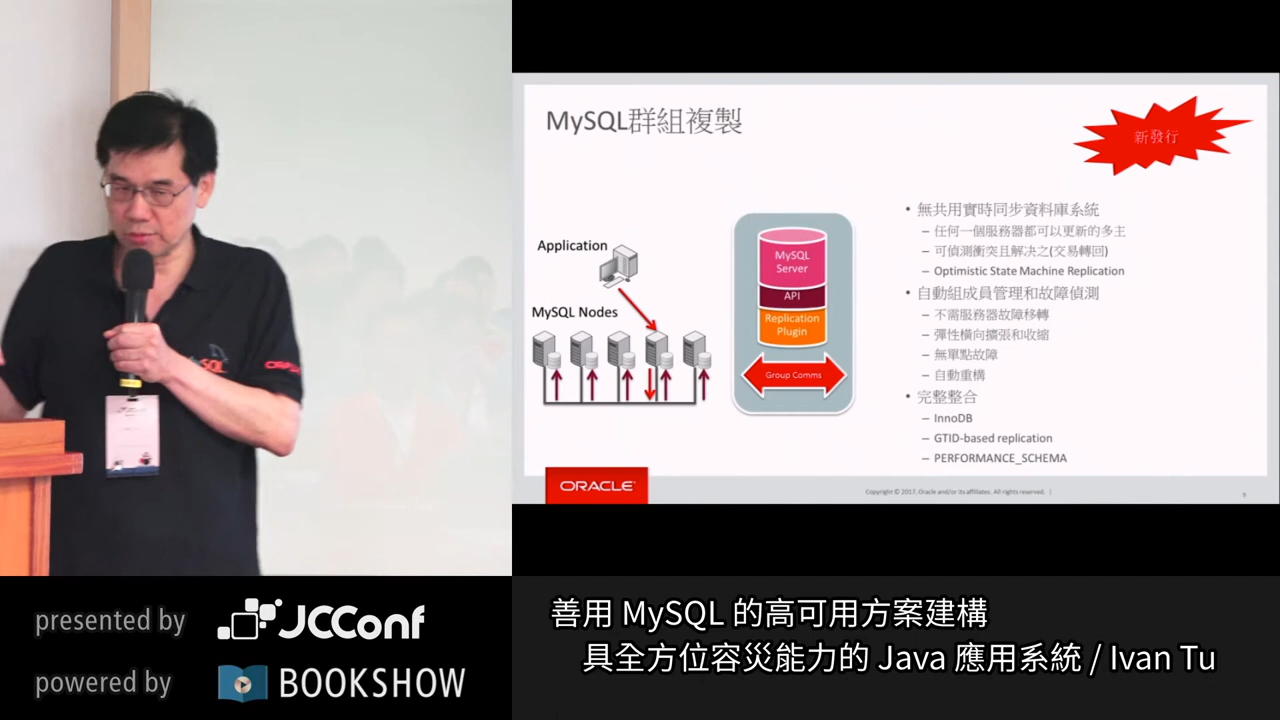 MySQL群組複製
新發行
Application
MySQL Nodes
MySQL
Server
API
Replication
Plugin
Group Comms
• 無共用實時同步資料庫系統
– 任何一個服務器都可以更新的多主
– 可偵測衝突且解決之(交易轉回)
– Optimistic State Machine Replication
• 自動組成員管理和故障偵測
– 不需服務器故障移轉
– 彈性橫向擴張和收縮
– 無單點故障
– 自動重構
• 完整整合
– InnoDB
– GTID-based replication
– PERFORMANCE_SCHEMA
ORACLE
Copyright © 2017, Oracle and/or its affiliates. All rights reserved. |
presented by JCConf
powered by BOOKSHOW
善用 MySQL 的高可用方案建構
具全方位容災能力的 Java 應用系統 / Ivan Tu